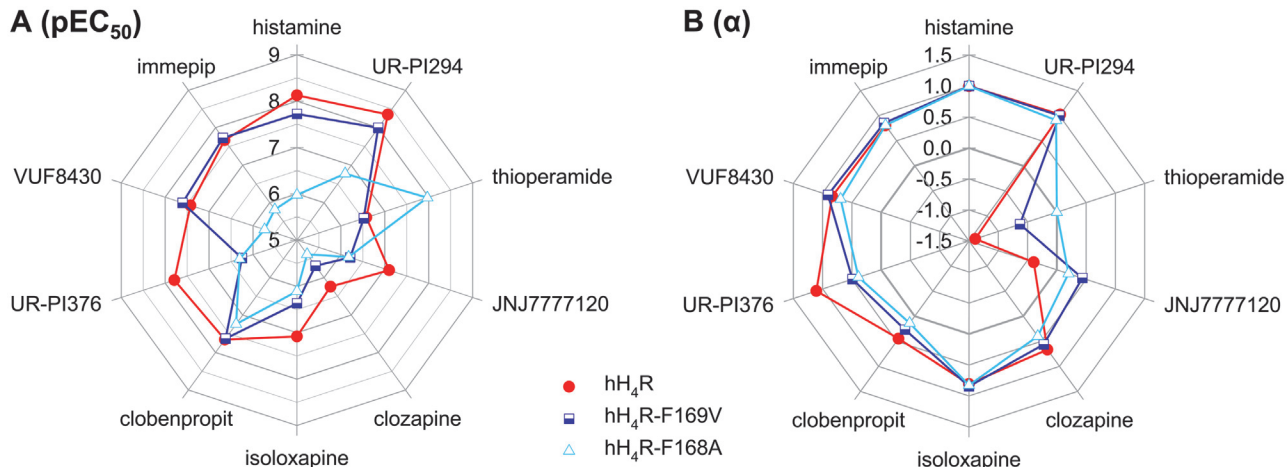 A (pEC50)
histamine
UR-PI294
thioperamide
JNJ7777120
clozapine
isoloxapine
clobenpropit
UR-PI376
VUF8430
immepip
9
8
7
6
5
hH4R
hH4R-F169V
hH4R-F168A
B (α)
histamine
UR-PI294
thioperamide
JNJ7777120
clozapine
isoloxapine
clobenpropit
UR-PI376
VUF8430
immepip
1.5
1.0
0.5
0.0
-0.5
-1.0
-1.5